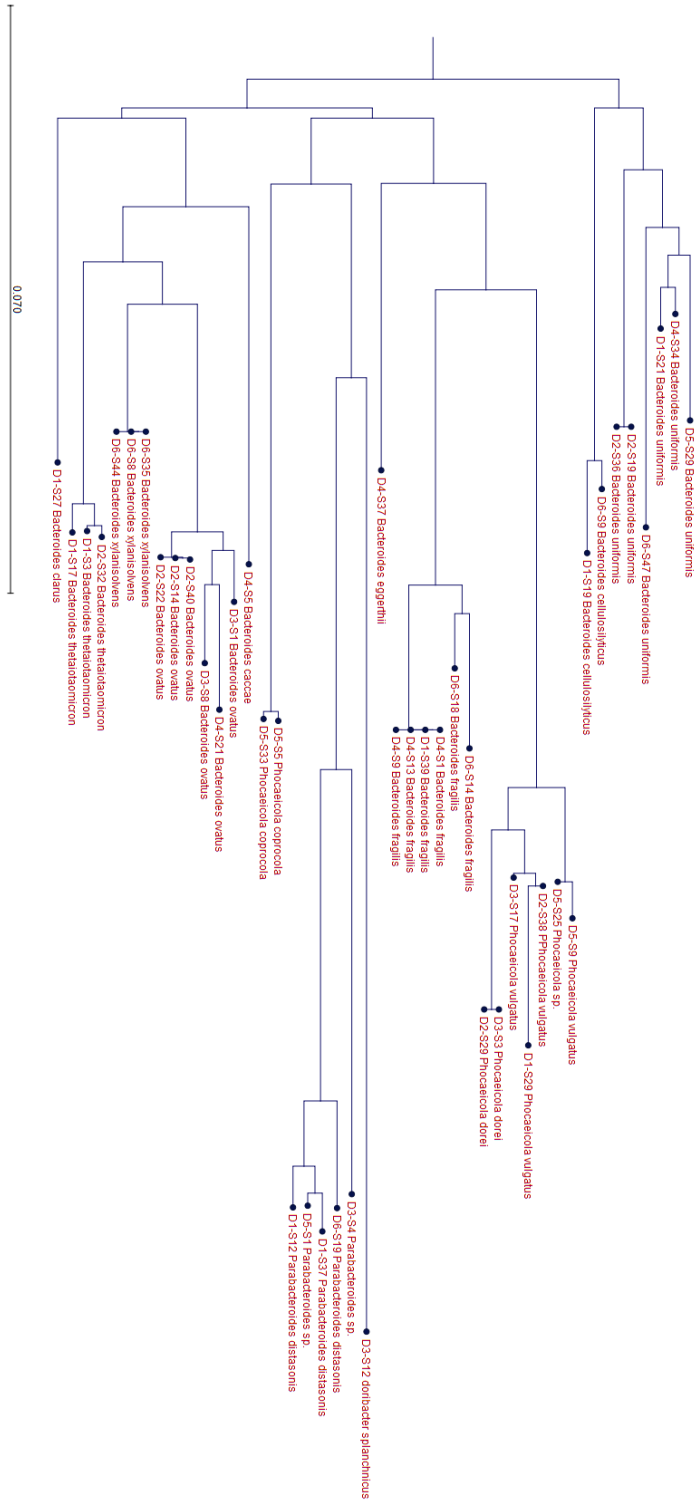 D5-S29 Bacteroides uniformis
D4-S34 Bacteroides uniformis
D1-S21 Bacteroides uniformis
D6-S47 Bacteroides uniformis
D2-S19 Bacteroides uniformis
D2-S36 Bacteroides uniformis
D6-S9 Bacteroides cellulosilyticus
D1-S19 Bacteroides cellulosilyticus
D5-S9 Phocaeicola vulgatus
D5-S25 Phocaeicola sp.
D2-S38 PPhocaeicola vulgatus
D1-S29 Phocaeicola vulgatus
D3-S17 Phocaeicola vulgatus
D3-S3 Phocaeicola dorei
D2-S29 Phocaeicola dorei
D6-S14 Bacteroides fragilis
D6-S18 Bacteroides fragilis
D4-S1 Bacteroides fragilis
D1-S39 Bacteroides fragilis
D4-S13 Bacteroides fragilis
D4-S9 Bacteroides fragilis
D4-S37 Bacteroides eggerthii
D3-S12 doribacter splanchnicus
D3-S4 Parabacteroides sp.
D6-S19 Parabacteroides distasonis
D1-S37 Parabacteroides distasonis
D5-S1 Parabacteroides sp.
D1-S12 Parabacteroides distasonis
D5-S5 Phocaeicola coprocola
D5-S33 Phocaeicola coprocola
D4-S5 Bacteroides caccae
D3-S1 Bacteroides ovatus
D4-S21 Bacteroides ovatus
D3-S8 Bacteroides ovatus
D2-S40 Bacteroides ovatus
D2-S14 Bacteroides ovatus
D2-S22 Bacteroides ovatus
D6-S35 Bacteroides xylanisolvens
D6-S8 Bacteroides xylanisolvens
D6-S44 Bacteroides xylanisolvens
D2-S32 Bacteroides thetaiotaomicron
D1-S3 Bacteroides thetaiotaomicron
D1-S17 Bacteroides thetaiotaomicron
D1-S27 Bacteroides clarus
0.070